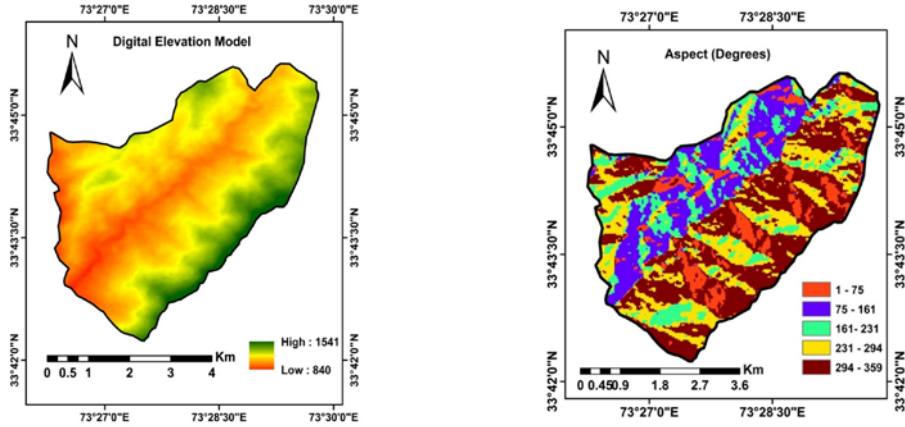 73°27'0"E 73°28'30"E 73°30'0"E
Digital Elevation Model
N
33°45'0"N
33°43'30"N
33°42'0"N
33°45'0"N
33°43'30"N
33°42'0"N
High : 1541
Low : 840
Km
0 0.5 1 2 3 4
73°27'0"E 73°28'30"E 73°30'0"E
73°27'0"E 73°28'30"E
Aspect (Degrees)
N
33°45'0"N
33°43'30"N
33°42'0"N
33°45'0"N
33°43'30"N
33°42'0"N
1 - 75
75 - 161
161- 231
231 - 294
294 - 359
Km
0 0.450.9 1.8 2.7 3.6
73°27'0"E 73°28'30"E